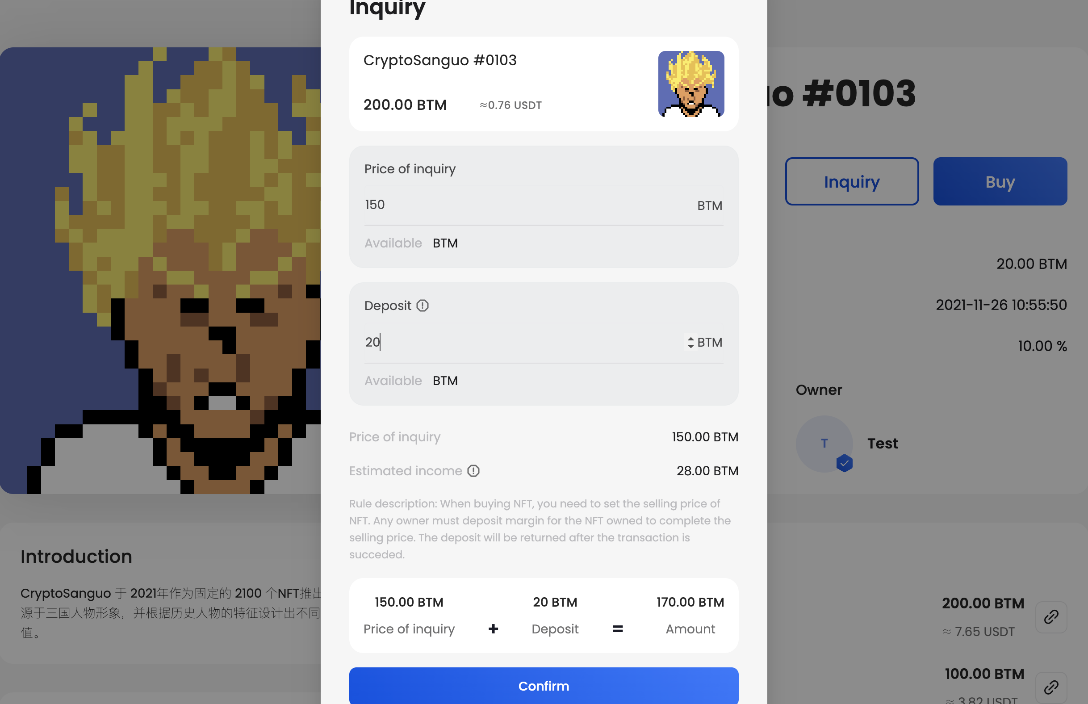 Inquiry
CryptoSanguo #0103
200.00 BTM ≈0.76 USDT
Price of inquiry
150 BTM
Available BTM
Deposit
20 BTM
Available BTM
Price of inquiry 150.00 BTM
Estimated income 28.00 BTM
Rule description: When buying NFT, you need to set the selling price of
NFT. Any owner must deposit margin for the NFT owned to complete the
selling price. The deposit will be returned after the transaction is
succeded.
150.00 BTM 20 BTM 170.00 BTM
Price of inquiry + Deposit = Amount
Confirm
#0103
Inquiry Buy
20.00 BTM
2021-11-26 10:55:50
10.00 %
Owner
T Test
Introduction
CryptoSanguo 于 2021年作为固定的 2100 个NFT推出
源于三国人物形象，并根据历史人物的特征设计出不同
值。
200.00 BTM
≈ 7.65 USDT
100.00 BTM
≈ 3.82 USDT